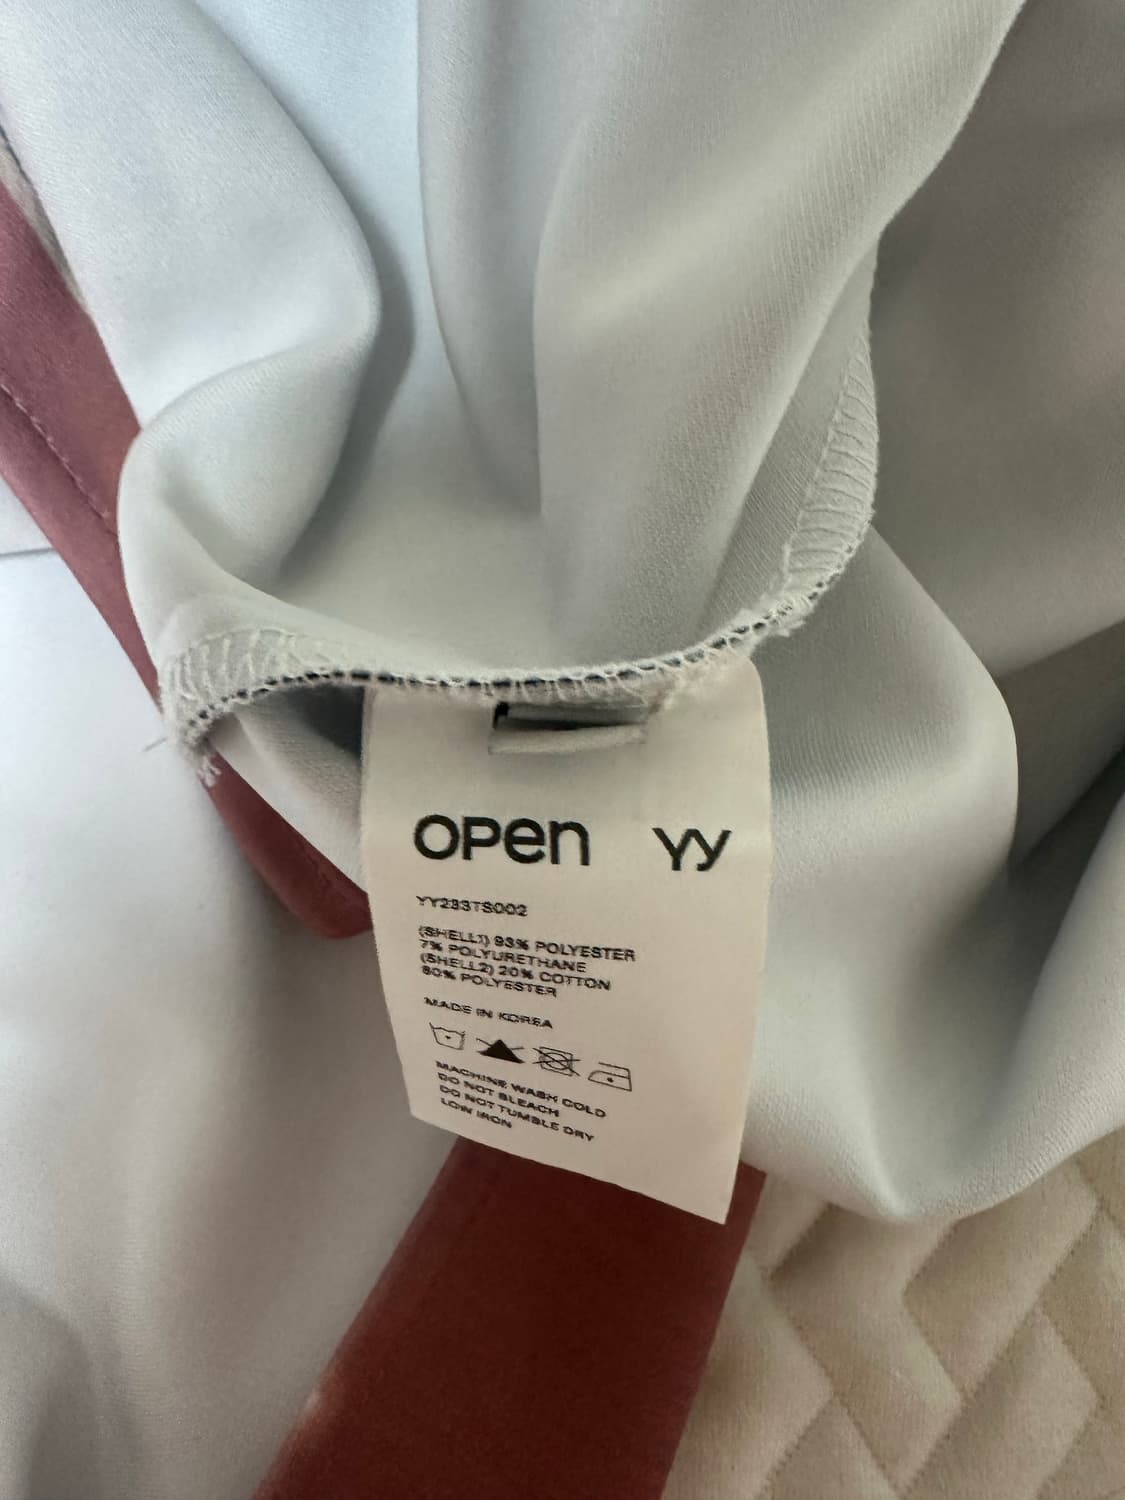 OPEN YY
YY233TS002
(SHELL1) 93% POLYESTER
7% POLYURETHANE
(SHELL2) 20% COTTON
80% POLYESTER
MADE IN KOREA
MACHINE WASH COLD
DO NOT BLEACH
DO NOT TUMBLE DRY
LOW IRON